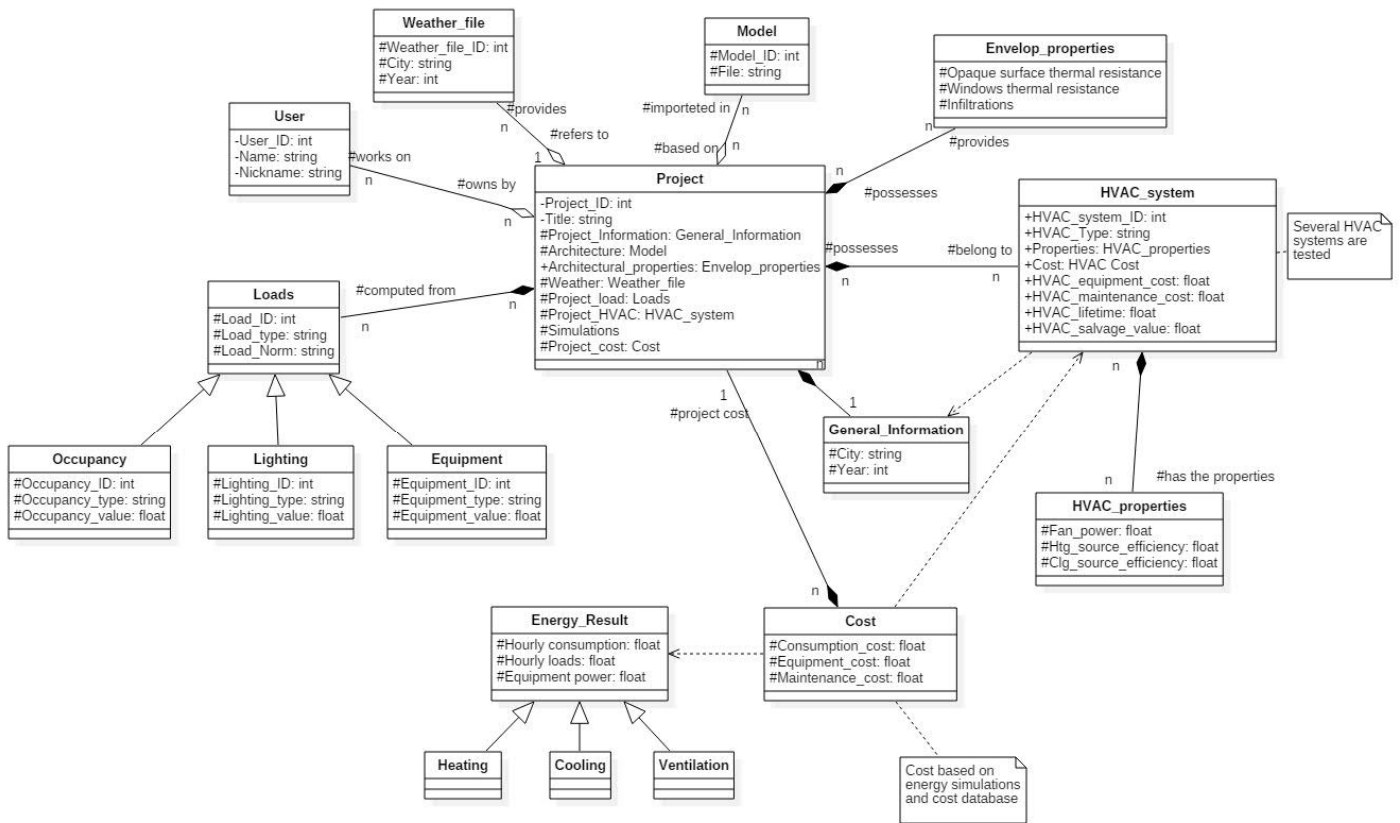 Weather_file
#Weather_file_ID: int
#City: string
#Year: int
Model
#Model_ID: int
#File: string
Envelop_properties
#Opaque surface thermal resistance
#Windows thermal resistance
#Infiltrations
User
-User_ID: int
-Name: string
-Nickname: string
#provides
n
#refers to
1
#importeted in
n
#based on
n
n
#provides
n
#possesses
#works on
n
#owns by
n
Project
-Project_ID: int
-Title: string
#Project_Information: General_Information
#Architecture: Model
+Architectural_properties: Envelop_properties
#Weather: Weather_file
#Project_load: Loads
#Project_HVAC: HVAC_system
#Simulations
#Project_cost: Cost
n
HVAC_system
+HVAC_system_ID: int
+HVAC_Type: string
+Properties: HVAC_properties
+Cost: HVAC Cost
+HVAC_equipment_cost: float
+HVAC_maintenance_cost: float
+HVAC_lifetime: float
+HVAC_salvage_value: float
Several HVAC
systems are
tested
#possesses
n
#belong to
n
#computed from
n
n
Loads
#Load_ID: int
#Load_type: string
#Load_Norm: string
1
#project cost
1
n
General_Information
#City: string
#Year: int
Occupancy
#Occupancy_ID: int
#Occupancy_type: string
#Occupancy_value: float
Lighting
#Lighting_ID: int
#Lighting_type: string
#Lighting_value: float
Equipment
#Equipment_ID: int
#Equipment_type: string
#Equipment_value: float
#has the properties
n
HVAC_properties
#Fan_power: float
#Htg_source_efficiency: float
#Clg_source_efficiency: float
n
Energy_Result
#Hourly consumption: float
#Hourly loads: float
#Equipment power: float
Cost
#Consumption_cost: float
#Equipment_cost: float
#Maintenance_cost: float
Heating
Cooling
Ventilation
Cost based on
energy simulations
and cost database